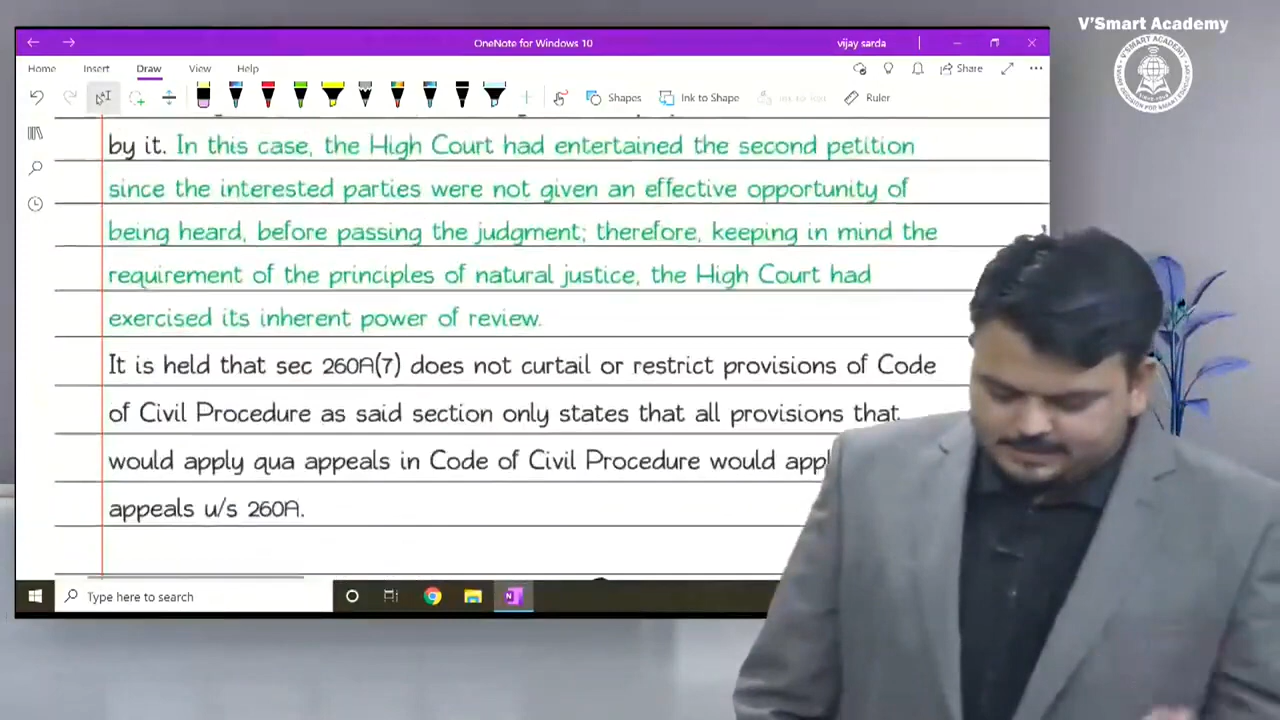 V'Smart Academy
OneNote for Windows 10
vijay sarda
Home Insert Draw View Help
Share
Shapes Ink to Shape Ruler
by it. In this case, the High Court had entertained the second petition
since the interested parties were not given an effective opportunity of
being heard, before passing the judgment; therefore, keeping in mind the
requirement of the principles of natural justice, the High Court had
exercised its inherent power of review.
It is held that sec 260A(7) does not curtail or restrict provisions of Code
of Civil Procedure as said section only states that all provisions that
would apply qua appeals in Code of Civil Procedure would
appeals u/s 260A.
Type here to search